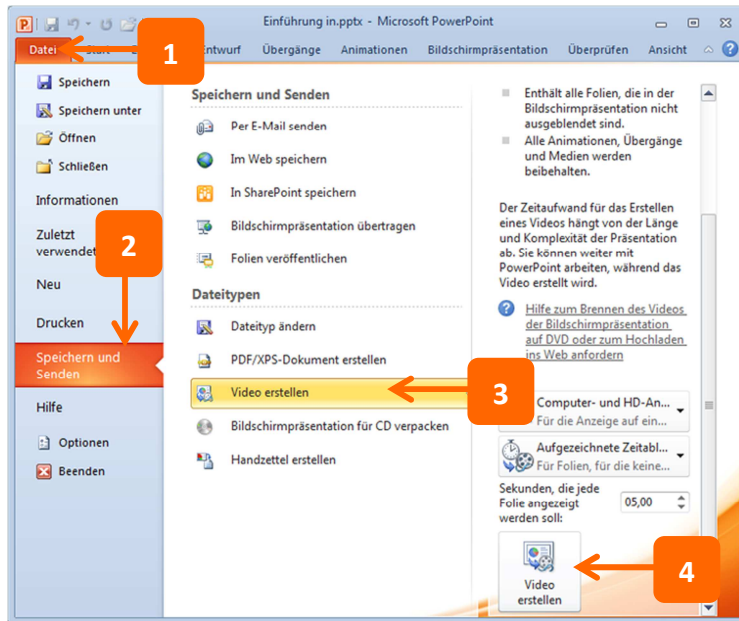 Einführung in.pptx - Microsoft PowerPoint
Datei Start Entwurf Übergänge Animationen Bildschirmpräsentation Überprüfen Ansicht
1
Speichern
Speichern unter
Öffnen
Schließen
Informationen
Zuletzt
2
Neu
Drucken
Speichern und
Senden
Hilfe
Optionen
Beenden
Speichern und Senden
Per E-Mail senden
Im Web speichern
In SharePoint speichern
Bildschirmpräsentation übertragen
Folien veröffentlichen
Dateitypen
Dateityp ändern
PDF/XPS-Dokument erstellen
Video erstellen
3
Bildschirmpräsentation für CD verpacken
Handzettel erstellen
Enthält alle Folien, die in der
Bildschirmpräsentation nicht
ausgeblendet sind.
Alle Animationen, Übergänge
und Medien werden
beibehalten.
Der Zeitaufwand für das Erstellen
eines Videos hängt von der Länge
und Komplexität der Präsentation
ab. Sie können weiter mit
PowerPoint arbeiten, während das
Video erstellt wird.
Hilfe zum Brennen des Videos
der Bildschirmpräsentation
auf DVD oder zum Hochladen
ins Web anfordern
Computer- und HD-An...
Für die Anzeige auf ein...
Aufgezeichnete Zeitabl...
Für Folien, für die keine...
Sekunden, die jede
Folie angezeigt 05,00
werden soll:
Video
erstellen
4